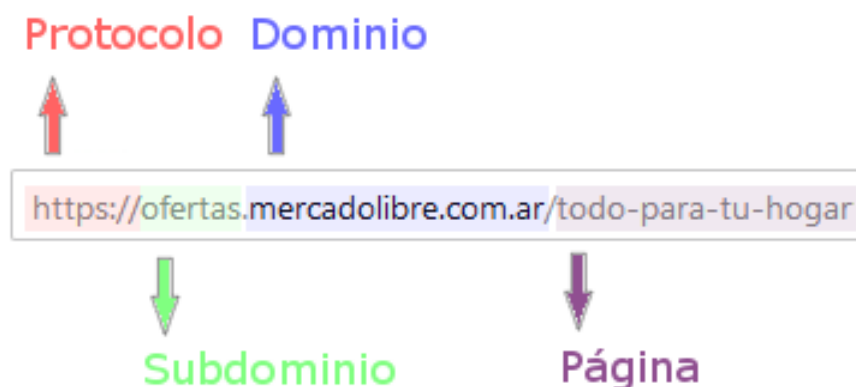 Protocolo Dominio
https://ofertas.mercadolibre.com.ar/todo-para-tu-hogar
Subdominio Página